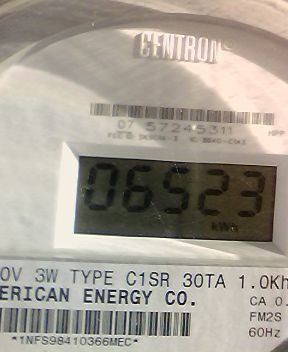 CENTRON®
07 57245311
HPP
06523
kWh
0V 3W TYPE C1SR 30TA 1.0Kh
ERICAN ENERGY CO.
CA 0.
FM2S
60Hz
*1NFS98410366MEC*